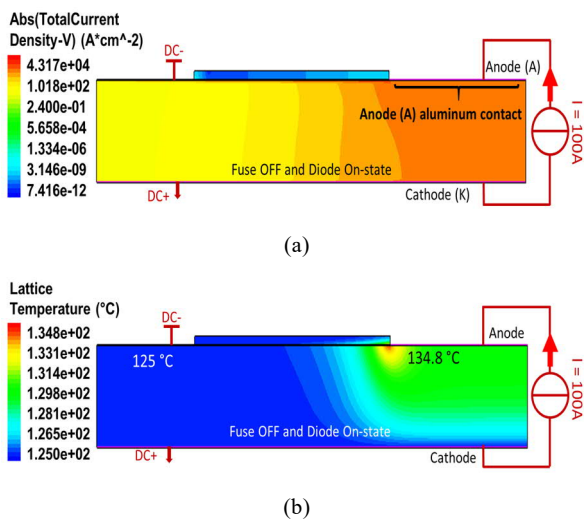 Abs(TotalCurrent
Density-V) (A*cm^-2)
4.317e+04
1.018e+02
2.400e-01
5.658e-04
1.334e-06
3.146e-09
7.416e-12
DC-
Anode (A)
Anode (A) aluminum contact
I = 100A
Fuse OFF and Diode On-state
Cathode (K)
DC+
(a)
Lattice
Temperature (°C)
1.348e+02
1.331e+02
1.314e+02
1.298e+02
1.281e+02
1.265e+02
1.250e+02
DC-
Anode
125 °C
134.8 °C
I = 100A
Fuse OFF and Diode On-state
Cathode
DC+
(b)